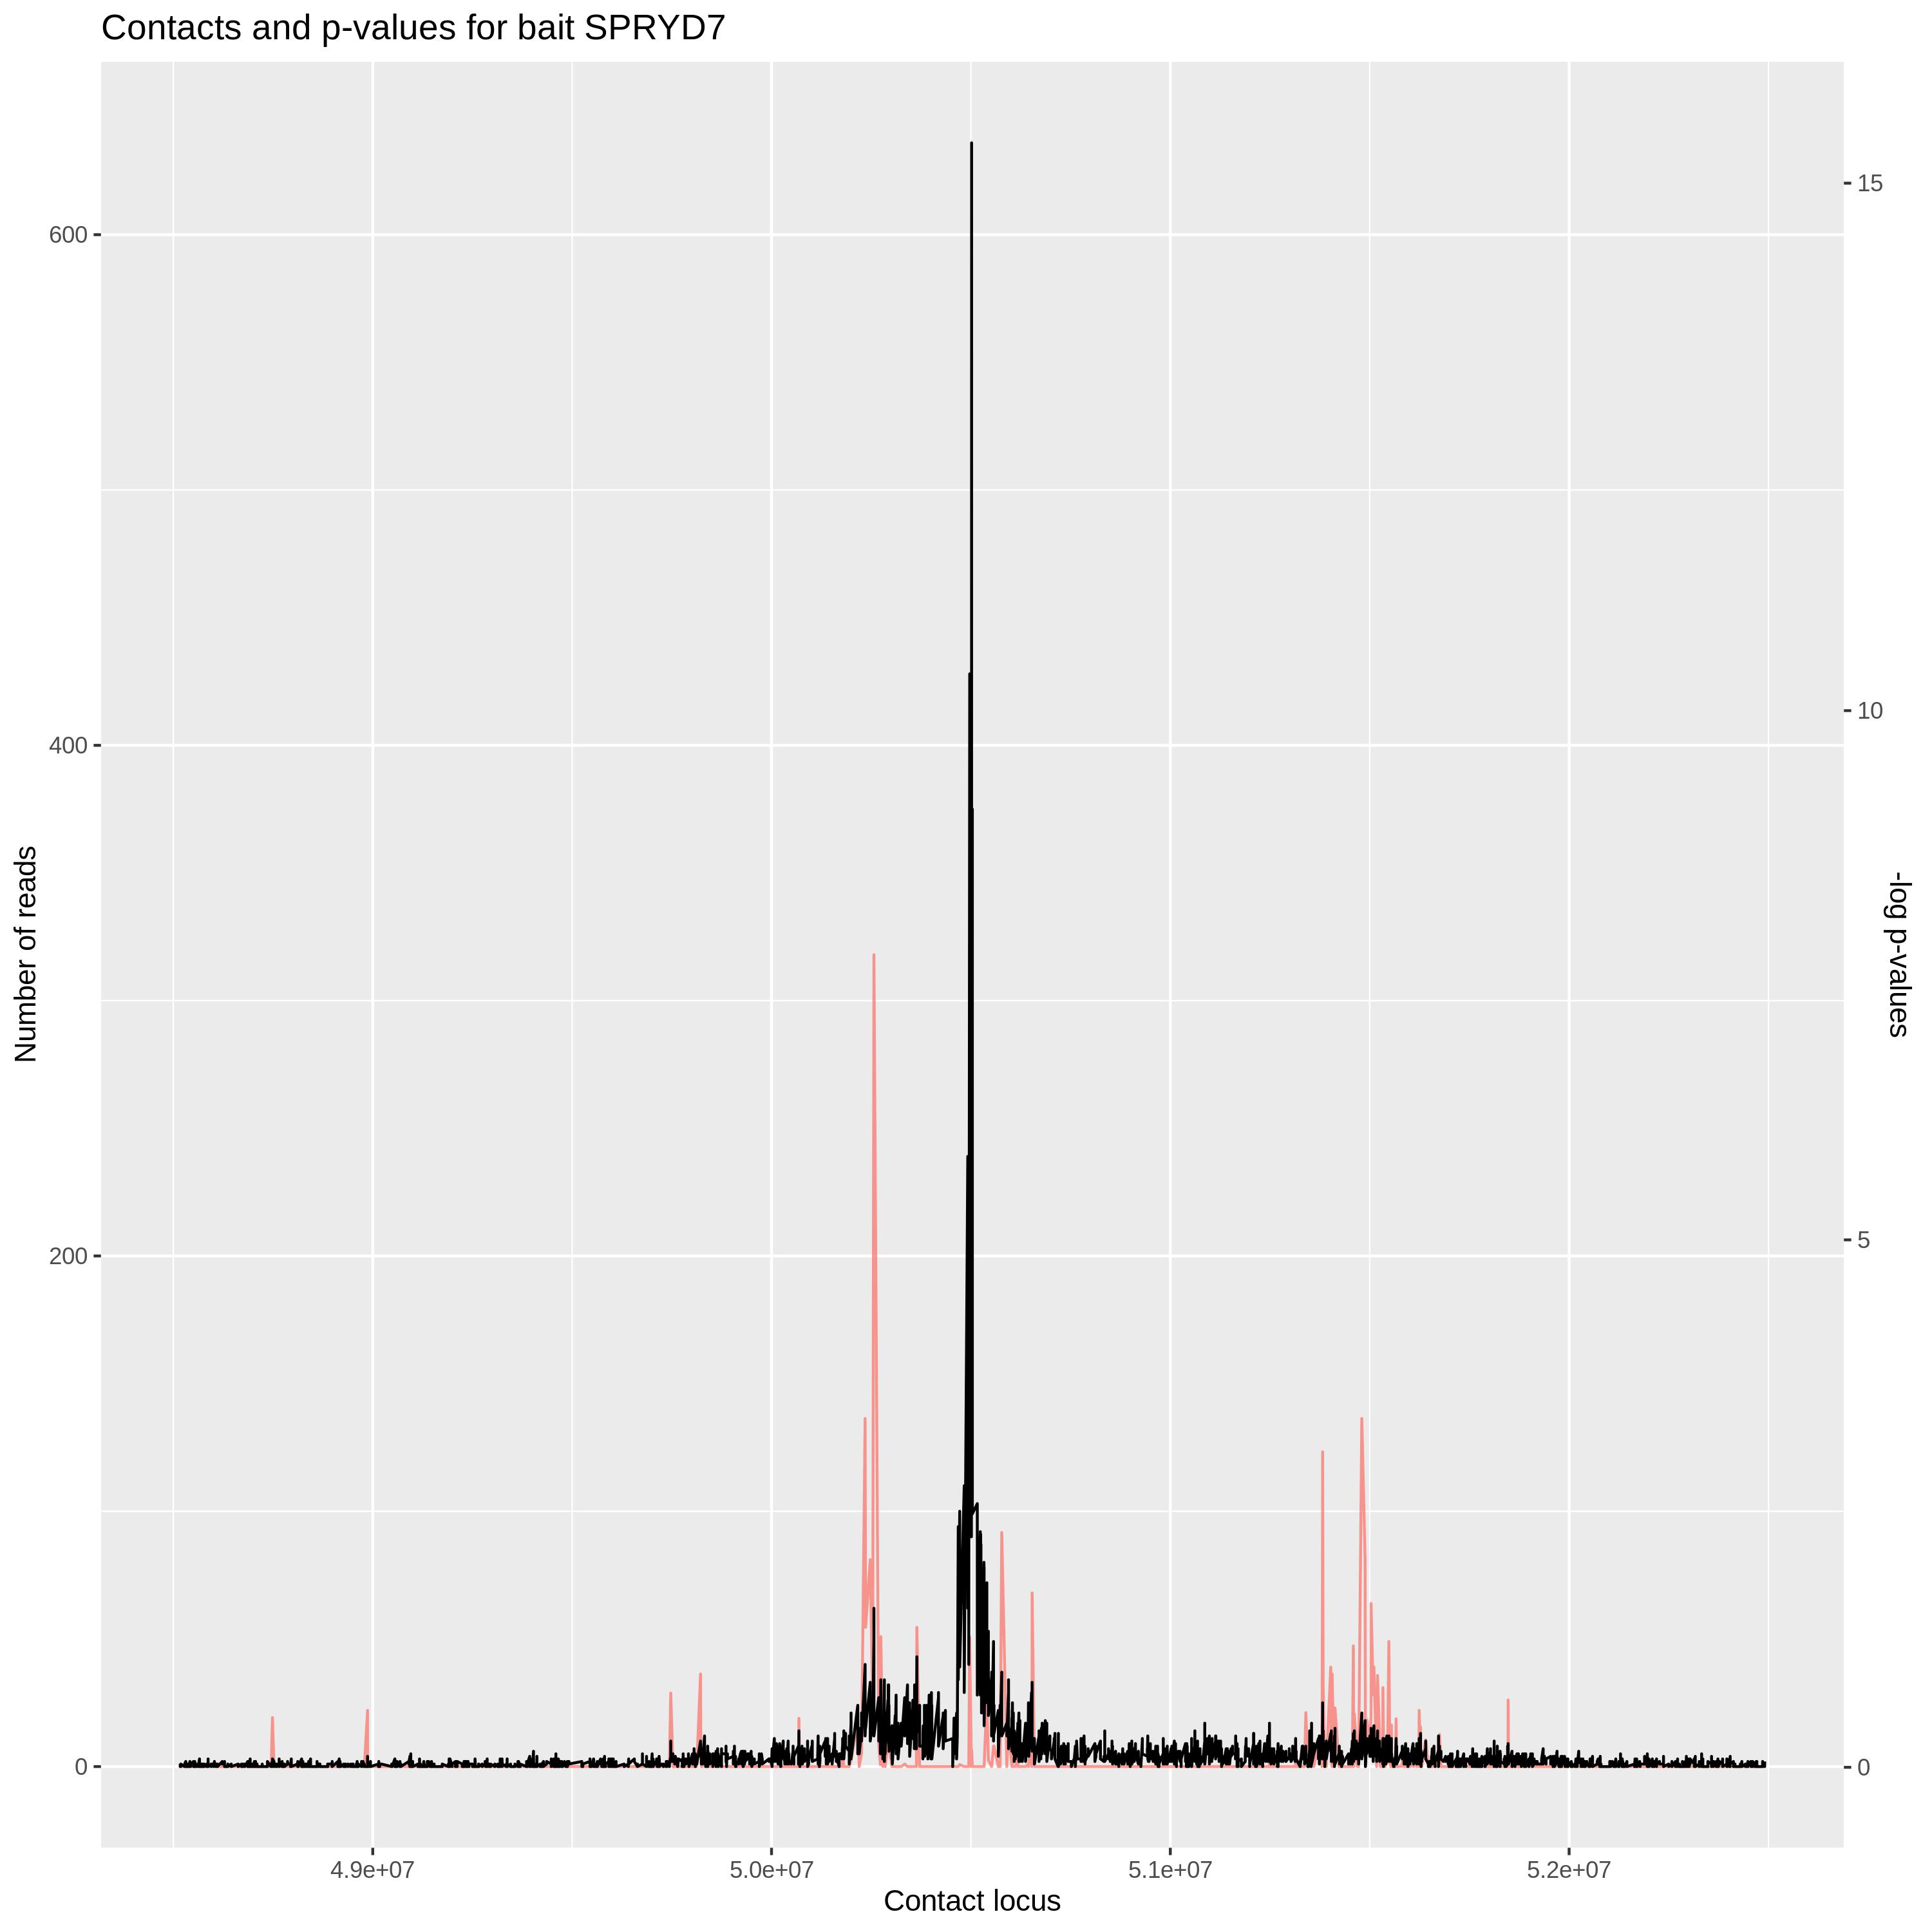 Contacts and p-values for bait SPRYD7
600
400
200
0
Number of reads
15
10
5
0
-log p-values
4.9e+07
5.0e+07
5.1e+07
5.2e+07
Contact locus